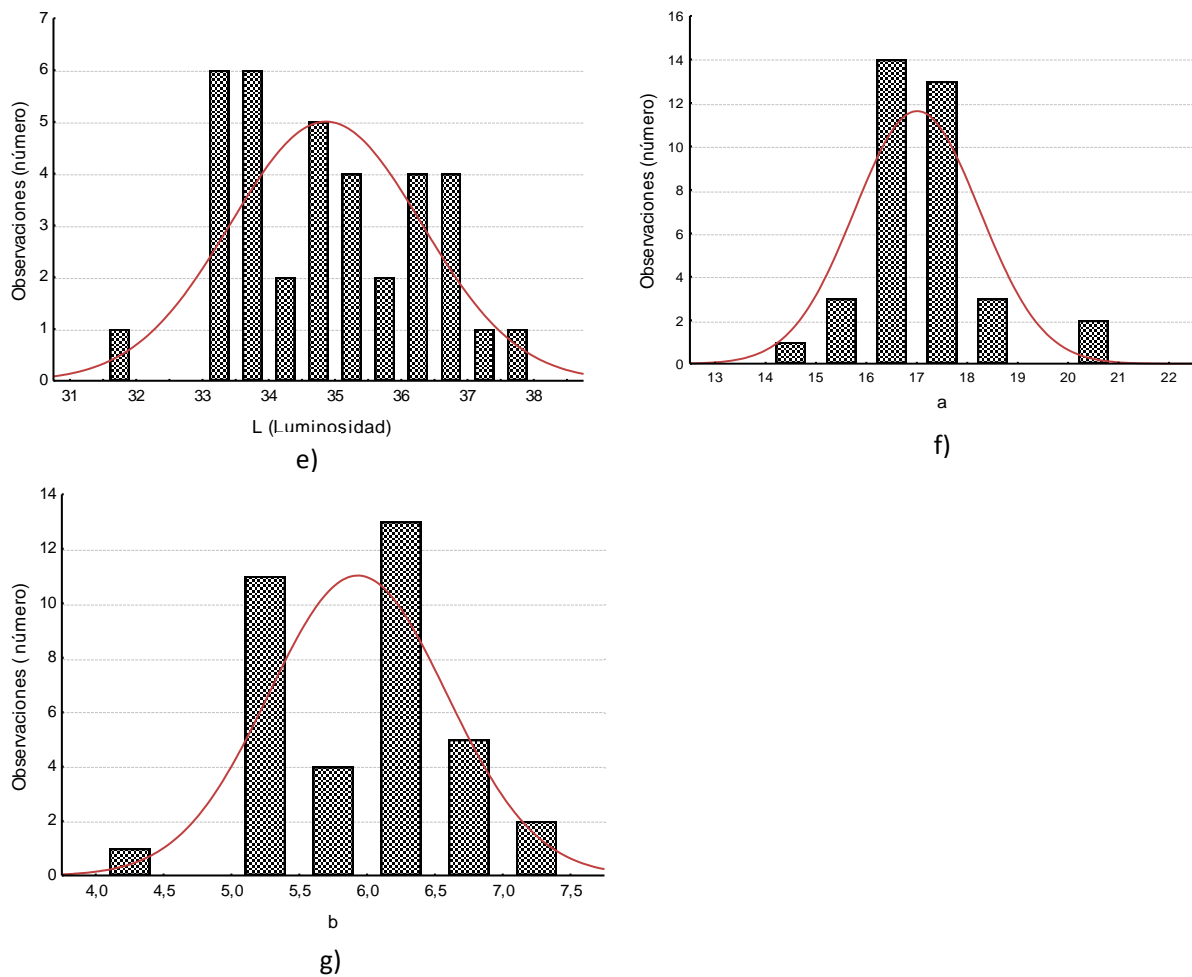 Observaciones (número)
7
6
5
4
3
2
1
0
31 32 33 34 35 36 37 38
L (Luminosidad)
e)
Observaciones (número)
16
14
12
10
8
6
4
2
0
13 14 15 16 17 18 19 20 21 22
a
f)
Observaciones ( número)
14
12
10
8
6
4
2
0
4,0 4,5 5,0 5,5 6,0 6,5 7,0 7,5
b
g)